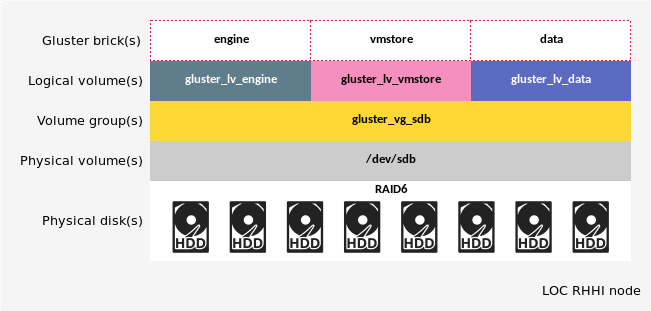 Gluster brick(s) engine vmstore data
Logical volume(s) gluster_lv_engine gluster_lv_vmstore gluster_lv_data
Volume group(s) gluster_vg_sdb
Physical volume(s) /dev/sdb
RAID6
Physical disk(s)
HDD HDD HDD HDD HDD HDD HDD HDD
LOC RHHI node